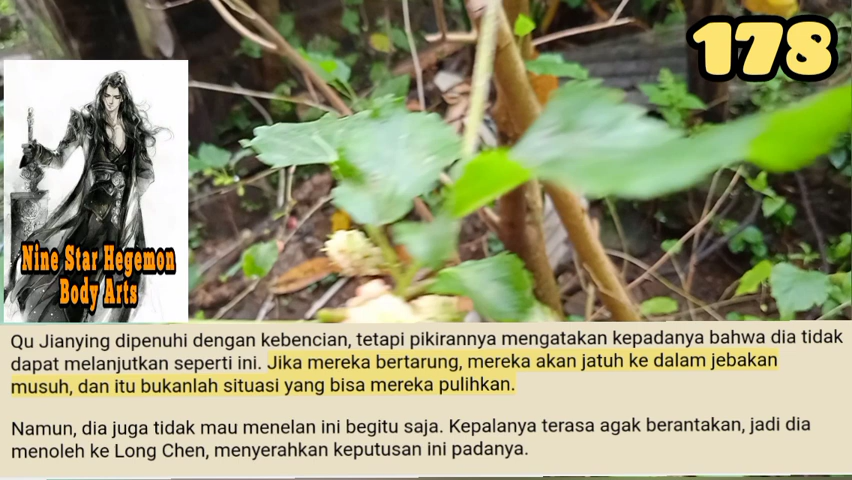 178
Nine Star Hegemon
Body Arts
Qu Jianying dipenuhi dengan kebencian, tetapi pikirannya mengatakan kepadanya bahwa dia tidak
dapat melanjutkan seperti ini. Jika mereka bertarung, mereka akan jatuh ke dalam jebakan
musuh, dan itu bukanlah situasi yang bisa mereka pulihkan.
Namun, dia juga tidak mau menelan ini begitu saja. Kepalanya terasa agak berantakan, jadi dia
menoleh ke Long Chen, menyerahkan keputusan ini padanya.